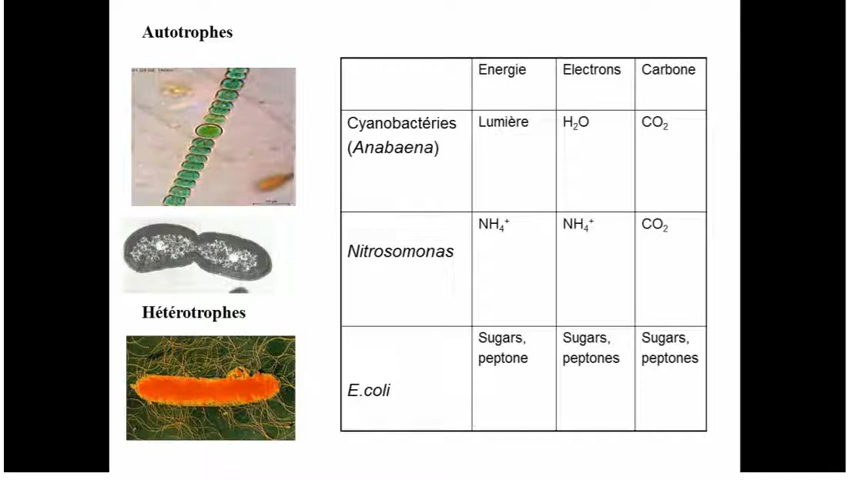 Autotrophes
Energie Electrons Carbone
Cyanobactéries Lumière H₂O CO₂
(Anabaena)
Nitrosomonas NH₄⁺ NH₄⁺ CO₂
Hétérotrophes
Sugars, Sugars, Sugars,
peptone peptones peptones
E.coli